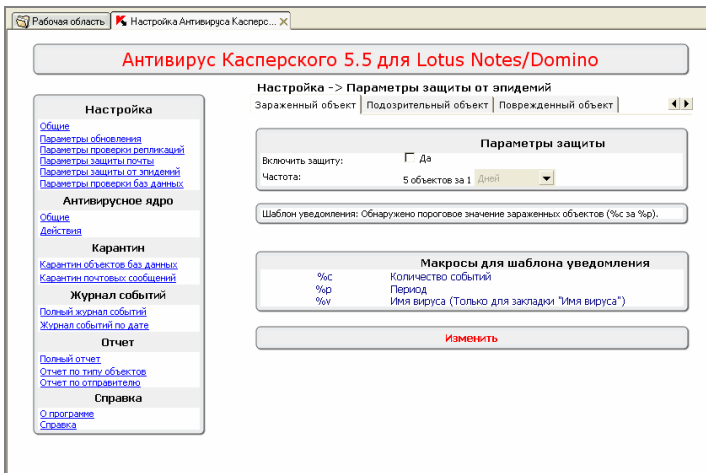 Рабочая область
Настройка Антивируса Касперс...
Антивирус Касперского 5.5 для Lotus Notes/Domino
Настройка
Общие
Параметры обновления
Параметры проверки репликаций
Параметры защиты почты
Параметры защиты от эпидемий
Параметры проверки баз данных
Антивирусное ядро
Общие
Действия
Карантин
Карантин объектов баз данных
Карантин почтовых сообщений
Журнал событий
Полный журнал событий
Журнал событий по дате
Отчет
Полный отчет
Отчет по типу объектов
Отчет по отправителю
Справка
О программе
Справка
Настройка -> Параметры защиты от эпидемий
Зараженный объект Подозрительный объект Поврежденный объект
Параметры защиты
Включить защиту: Да
Частота: 5 объектов за 1 Дней
Шаблон уведомления: Обнаружено пороговое значение зараженных объектов (%c за %p).
Макросы для шаблона уведомления
%c Количество событий
%p Период
%v Имя вируса (Только для закладки "Имя вируса")
Изменить